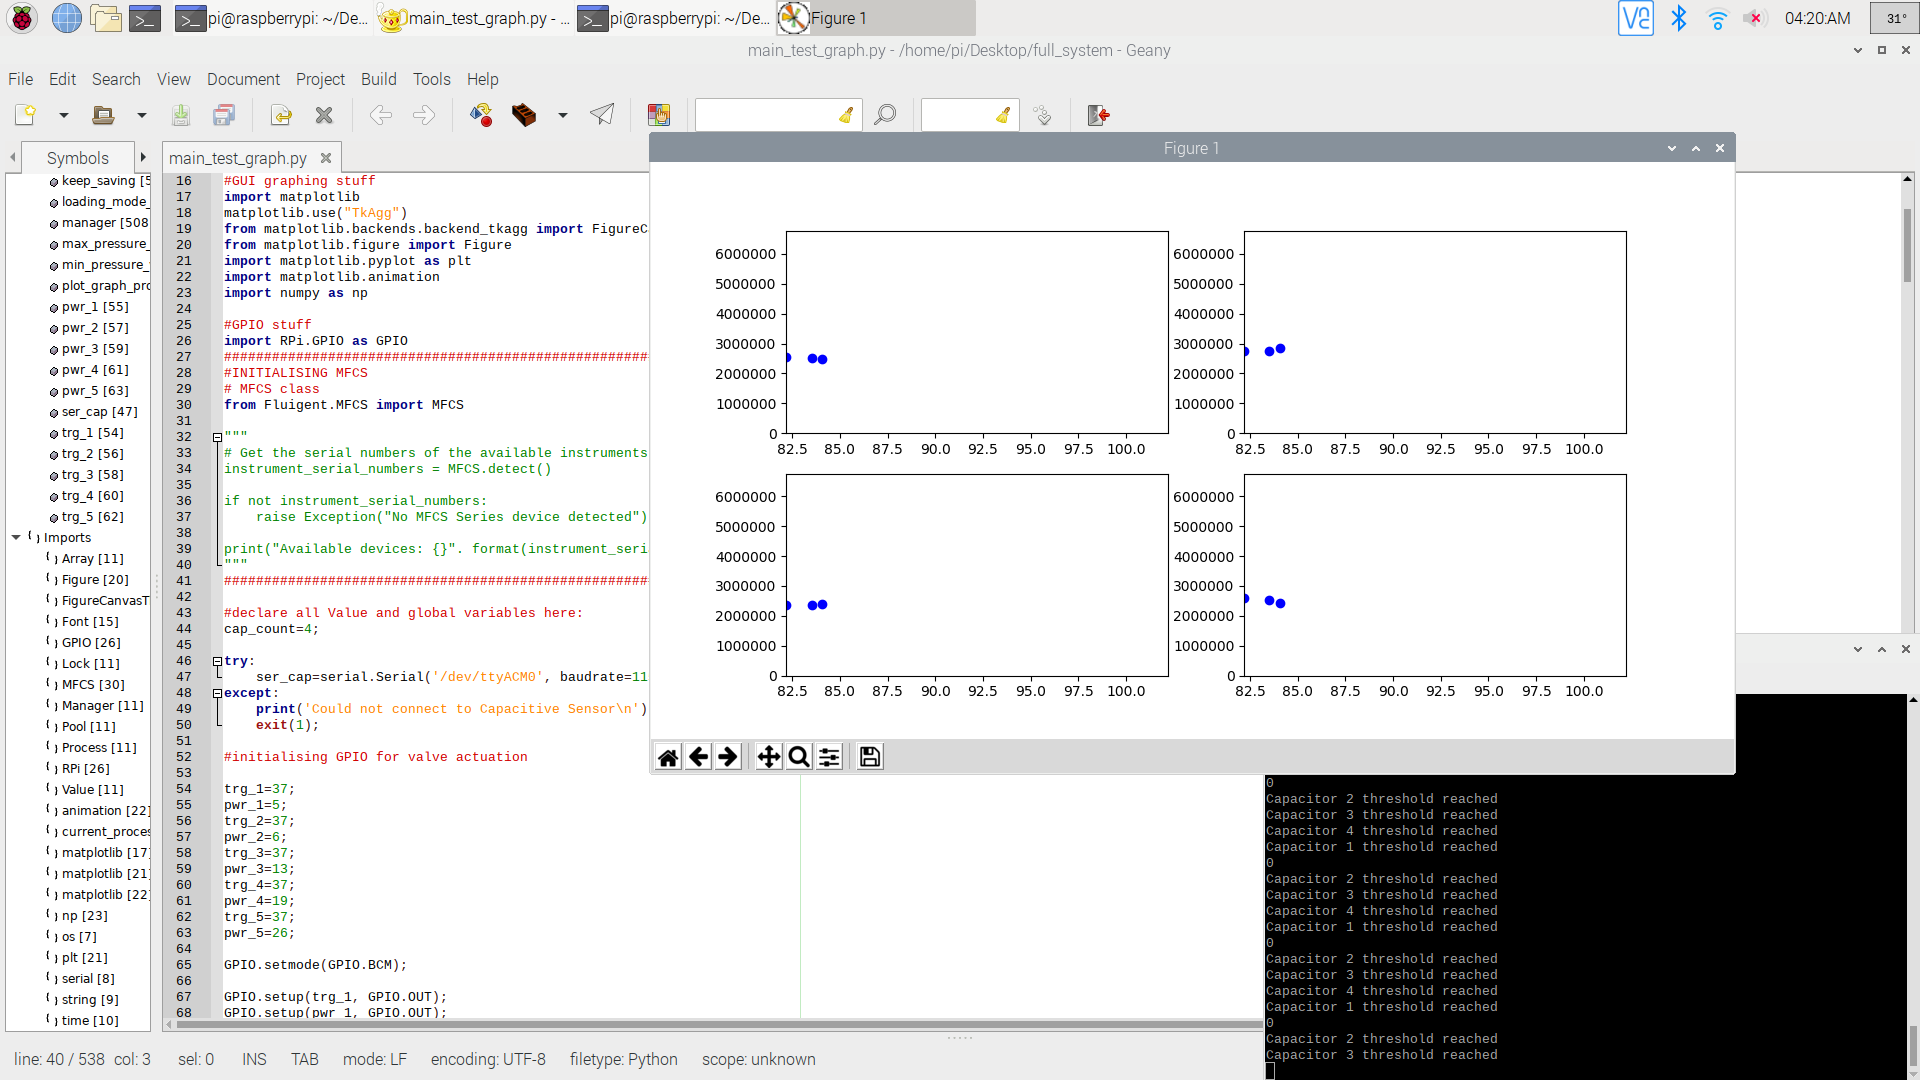 pi@raspberrypi: ~/De...
main_test_graph.py - ...
pi@raspberrypi: ~/De...
Figure 1
04:20AM
31°
main_test_graph.py - /home/pi/Desktop/full_system - Geany
File Edit Search View Document Project Build Tools Help
Symbols
main_test_graph.py
keep_saving [5
loading_mode_
manager [508
max_pressure_
min_pressure_
plot_graph_pro
pwr_1 [55]
pwr_2 [57]
pwr_3 [59]
pwr_4 [61]
pwr_5 [63]
ser_cap [47]
trg_1 [54]
trg_2 [56]
trg_3 [58]
trg_4 [60]
trg_5 [62]
Imports
Array [11]
Figure [20]
FigureCanvasT
Font [15]
GPIO [26]
Lock [11]
MFCS [30]
Manager [11]
Pool [11]
Process [11]
RPi [26]
Value [11]
animation [22]
current_proces
matplotlib [17]
matplotlib [21]
matplotlib [22]
np [23]
os [7]
plt [21]
serial [8]
string [9]
time [10]
16 #GUI graphing stuff
17 import matplotlib
18 matplotlib.use("TkAgg")
19 from matplotlib.backends.backend_tkagg import FigureC
20 from matplotlib.figure import Figure
21 import matplotlib.pyplot as plt
22 import matplotlib.animation
23 import numpy as np
24
25 #GPIO stuff
26 import RPi.GPIO as GPIO
27 #####################################################
28 #INITIALISING MFCS
29 # MFCS class
30 from Fluigent.MFCS import MFCS
31
32 """
33 # Get the serial numbers of the available instruments
34 instrument_serial_numbers = MFCS.detect()
35
36 if not instrument_serial_numbers:
37 raise Exception("No MFCS Series device detected")
38
39 print("Available devices: {}". format(instrument_seri
40 """
41 #####################################################
42
43 #declare all Value and global variables here:
44 cap_count=4;
45
46 try:
47 ser_cap=serial.Serial('/dev/ttyACM0', baudrate=11
48 except:
49 print('Could not connect to Capacitive Sensor\n')
50 exit(1);
51
52 #initialising GPIO for valve actuation
53
54 trg_1=37;
55 pwr_1=5;
56 trg_2=37;
57 pwr_2=6;
58 trg_3=37;
59 pwr_3=13;
60 trg_4=37;
61 pwr_4=19;
62 trg_5=37;
63 pwr_5=26;
64
65 GPIO.setmode(GPIO.BCM);
66
67 GPIO.setup(trg_1, GPIO.OUT);
68 GPIO.setup(pwr_1, GPIO.OUT);
Figure 1
6000000
5000000
4000000
3000000
2000000
1000000
0
82.5 85.0 87.5 90.0 92.5 95.0 97.5 100.0
6000000
5000000
4000000
3000000
2000000
1000000
0
82.5 85.0 87.5 90.0 92.5 95.0 97.5 100.0
6000000
5000000
4000000
3000000
2000000
1000000
0
82.5 85.0 87.5 90.0 92.5 95.0 97.5 100.0
6000000
5000000
4000000
3000000
2000000
1000000
0
82.5 85.0 87.5 90.0 92.5 95.0 97.5 100.0
0
Capacitor 2 threshold reached
Capacitor 3 threshold reached
Capacitor 4 threshold reached
Capacitor 1 threshold reached
0
Capacitor 2 threshold reached
Capacitor 3 threshold reached
Capacitor 4 threshold reached
Capacitor 1 threshold reached
0
Capacitor 2 threshold reached
Capacitor 3 threshold reached
Capacitor 4 threshold reached
Capacitor 1 threshold reached
0
Capacitor 2 threshold reached
Capacitor 3 threshold reached
line: 40 / 538 col: 3 sel: 0 INS TAB mode: LF encoding: UTF-8 filetype: Python scope: unknown